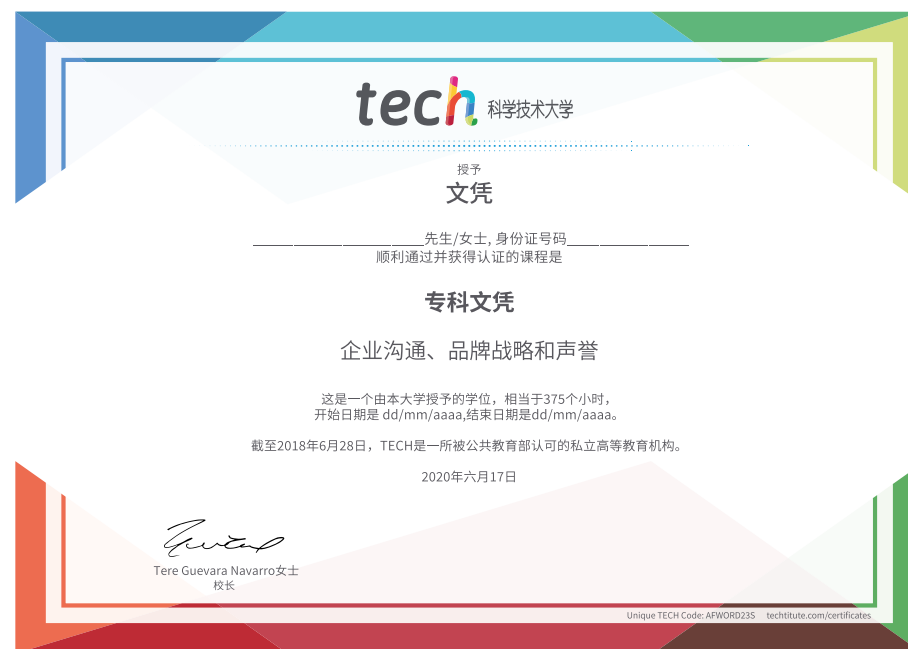 tech 科学技术大学
授予
文凭
____________________先生/女士, 身份证号码______________
顺利通过并获得认证的课程是
专科文凭
企业沟通、品牌战略和声誉
这是一个由本大学授予的学位，相当于375个小时，
开始日期是 dd/mm/aaaa,结束日期是dd/mm/aaaa。
截至2018年6月28日，TECH是一所被公共教育部认可的私立高等教育机构。
2020年六月17日
Tere Guevara Navarro女士
校长
Unique TECH Code: AFWORD23S techtitute.com/certificates